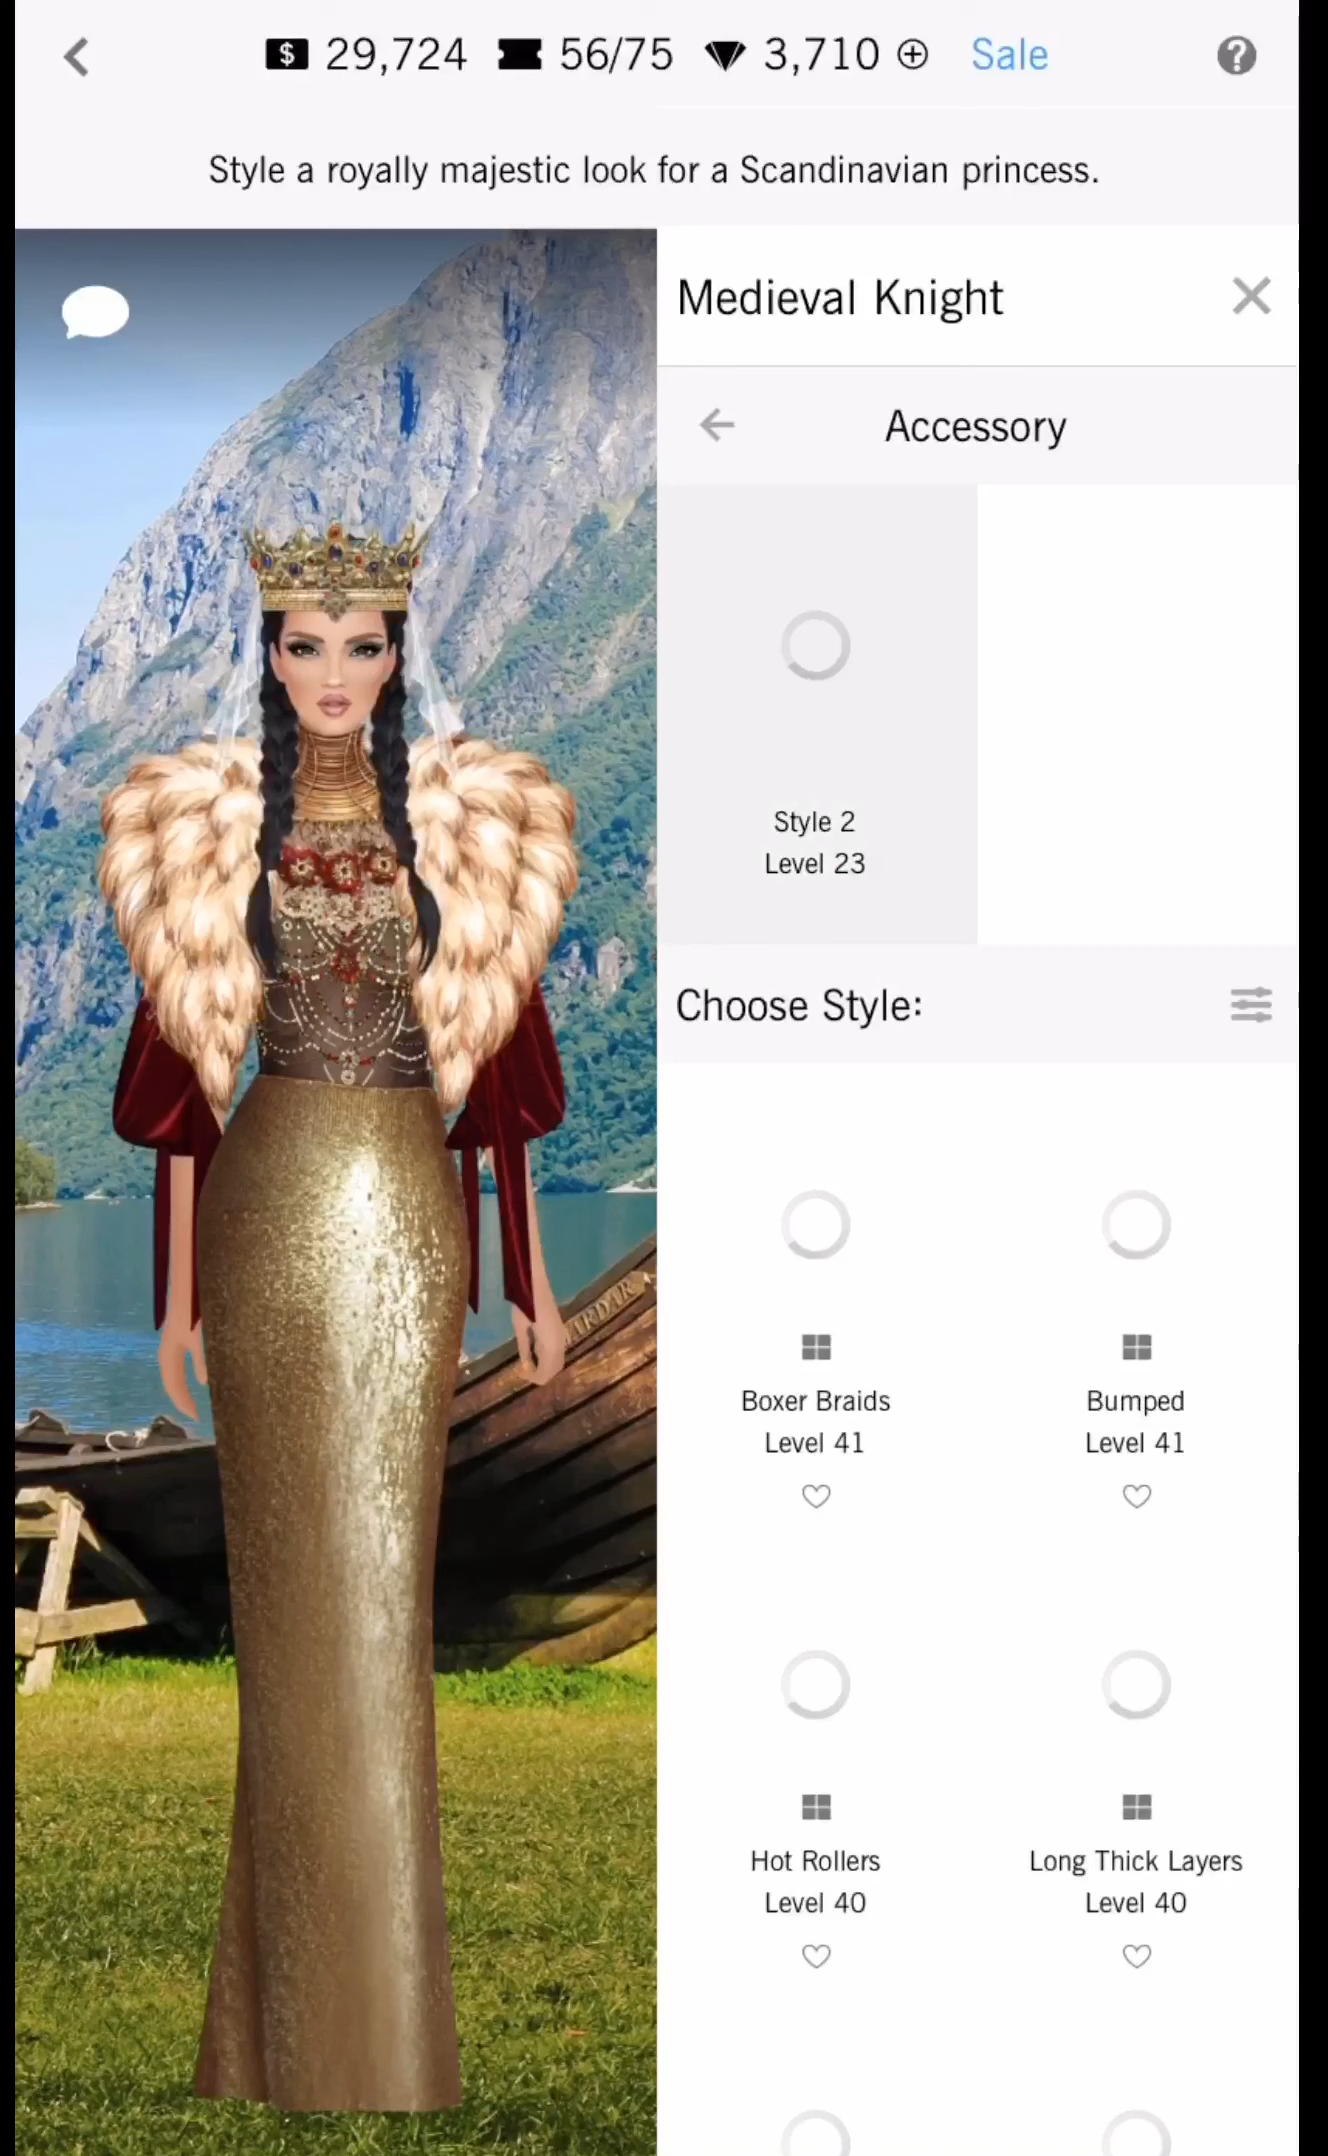 $ 29,724 56/75 3,710 Sale ?
Style a royally majestic look for a Scandinavian princess.
Medieval Knight
Accessory
Style 2
Level 23
Choose Style:
Boxer Braids
Level 41
Bumped
Level 41
Hot Rollers
Level 40
Long Thick Layers
Level 40